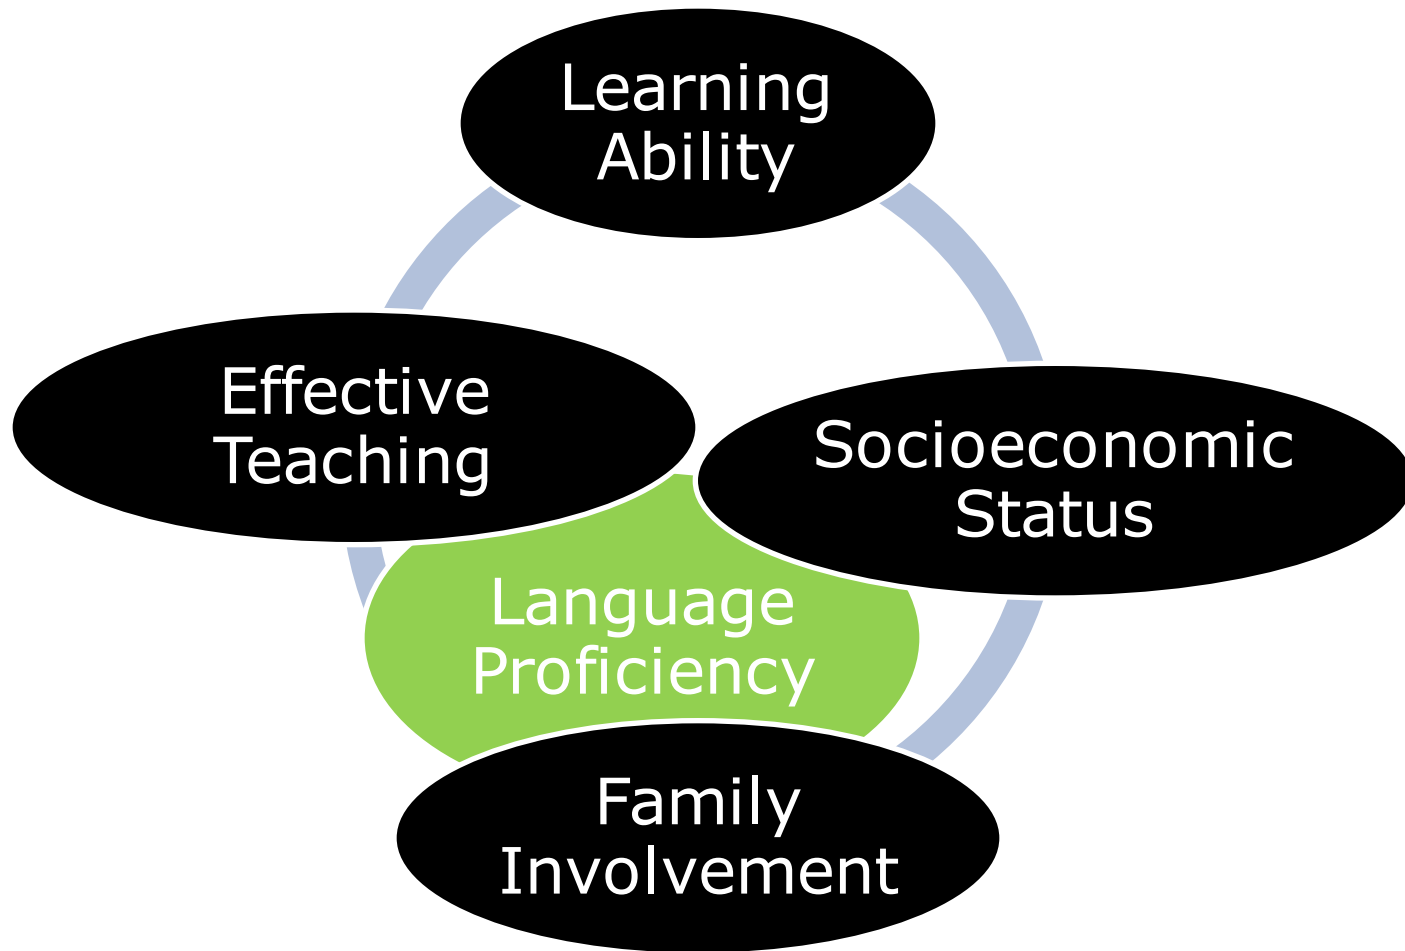 Learning
Ability
Effective
Teaching
Socioeconomic
Status
Language
Proficiency
Family
Involvement